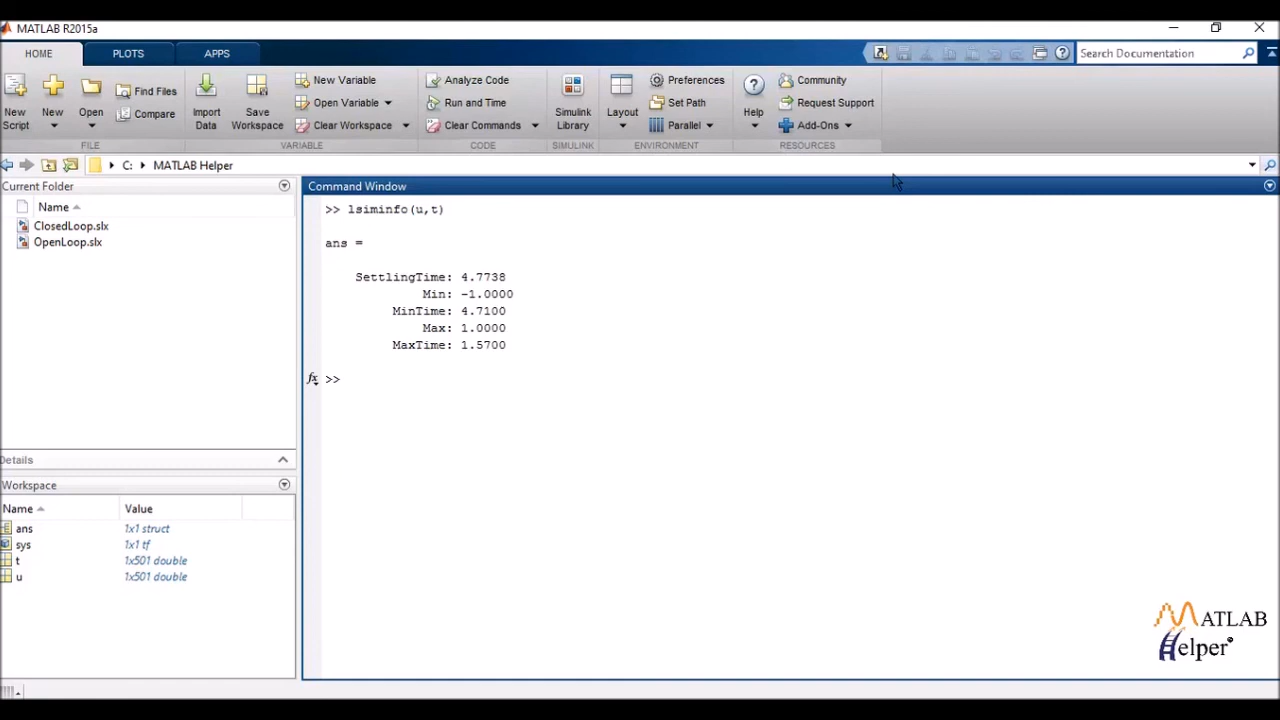 MATLAB R2015a
HOME
PLOTS
APPS
Search Documentation
New Script
New
Open
Find Files
Compare
Import Data
Save Workspace
New Variable
Open Variable
Clear Workspace
Analyze Code
Run and Time
Clear Commands
Simulink Library
Layout
Preferences
Set Path
Parallel
Help
Community
Request Support
Add-Ons
FILE
VARIABLE
CODE
SIMULINK
ENVIRONMENT
RESOURCES
C: MATLAB Helper
Current Folder
Name
ClosedLoop.slx
OpenLoop.slx
Details
Workspace
Name Value
ans 1x1 struct
sys 1x1 tf
t 1x501 double
u 1x501 double
Command Window
>> lsiminfo(u,t)
ans =
SettlingTime: 4.7738
Min: -1.0000
MinTime: 4.7100
Max: 1.0000
MaxTime: 1.5700
fx >>
MATLAB
Helper